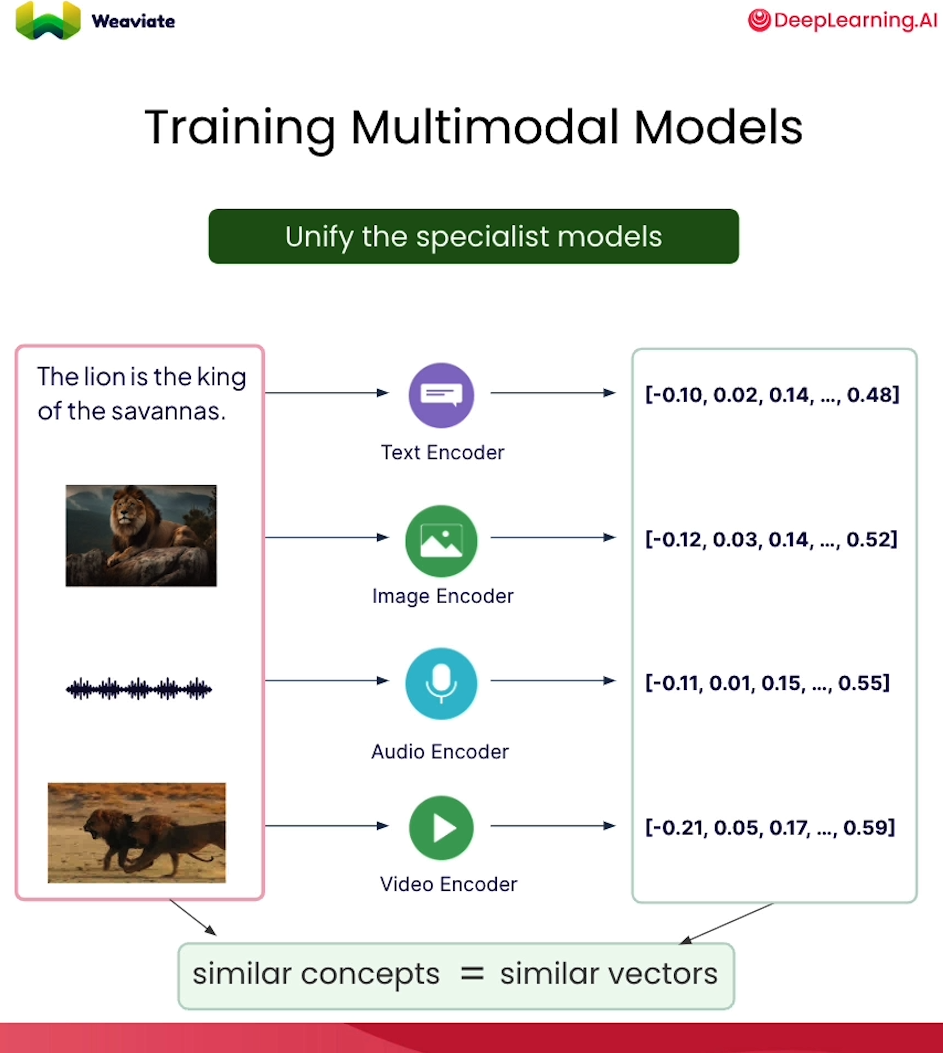 Weaviate
DeepLearning.AI
Training Multimodal Models
Unify the specialist models
The lion is the king
of the savannas.
Text Encoder
[-0.10, 0.02, 0.14, ..., 0.48]
Image Encoder
[-0.12, 0.03, 0.14, ..., 0.52]
Audio Encoder
[-0.11, 0.01, 0.15, ..., 0.55]
Video Encoder
[-0.21, 0.05, 0.17, ..., 0.59]
similar concepts = similar vectors